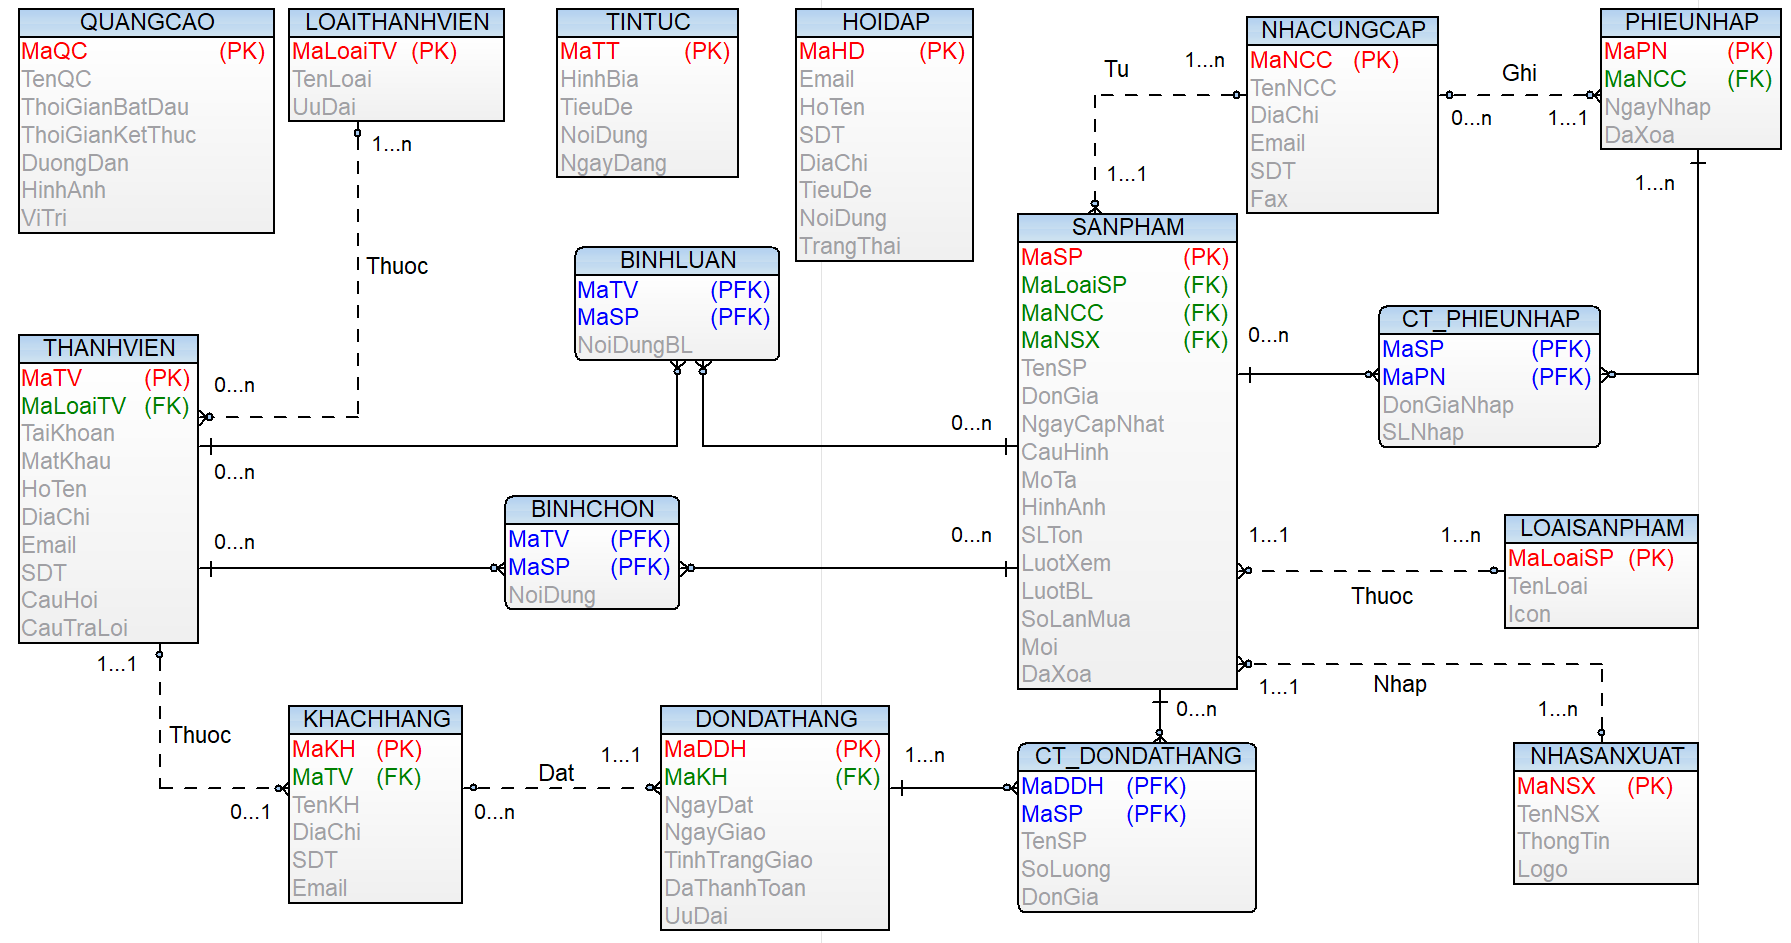 QUANGCAO
MaQC (PK)
TenQC
ThoiGianBatDau
ThoiGianKetThuc
DuongDan
HinhAnh
ViTri
LOAITHANHVIEN
MaLoaiTV (PK)
TenLoai
UuDai
1...n
Thuoc
TINTUC
MaTT (PK)
HinhBia
TieuDe
NoiDung
NgayDang
HOIDAP
MaHD (PK)
Email
HoTen
SDT
DiaChi
TieuDe
NoiDung
TrangThai
NHACUNGCAP
MaNCC (PK)
TenNCC
DiaChi
Email
SDT
Fax
Tu
1...n
1...1
Ghi
0...n
1...1
PHIEUNHAP
MaPN (PK)
MaNCC (FK)
NgayNhap
DaXoa
1...n
BINHLUAN
MaTV (PFK)
MaSP (PFK)
NoiDungBL
SANPHAM
MaSP (PK)
MaLoaiSP (FK)
MaNCC (FK)
MaNSX (FK)
TenSP
DonGia
NgayCapNhat
CauHinh
MoTa
HinhAnh
SLTon
LuotXem
LuotBL
SoLanMua
Moi
DaXoa
0...n
CT_PHIEUNHAP
MaSP (PFK)
MaPN (PFK)
DonGiaNhap
SLNhap
THANHVIEN
MaTV (PK)
MaLoaiTV (FK)
TaiKhoan
MatKhau
HoTen
DiaChi
Email
SDT
CauHoi
CauTraLoi
0...n
0...n
0...n
0...n
0...n
BINHCHON
MaTV (PFK)
MaSP (PFK)
NoiDung
1...1
1...n
Thuoc
LOAISANPHAM
MaLoaiSP (PK)
TenLoai
Icon
1...1
Nhap
1...n
NHASANXUAT
MaNSX (PK)
TenNSX
ThongTin
Logo
1...1
Thuoc
0...1
KHACHHANG
MaKH (PK)
MaTV (FK)
TenKH
DiaChi
SDT
Email
1...1
Dat
0...n
DONDATHANG
MaDDH (PK)
MaKH (FK)
NgayDat
NgayGiao
TinhTrangGiao
DaThanhToan
UuDai
1...n
0...n
CT_DONDATHANG
MaDDH (PFK)
MaSP (PFK)
TenSP
SoLuong
DonGia